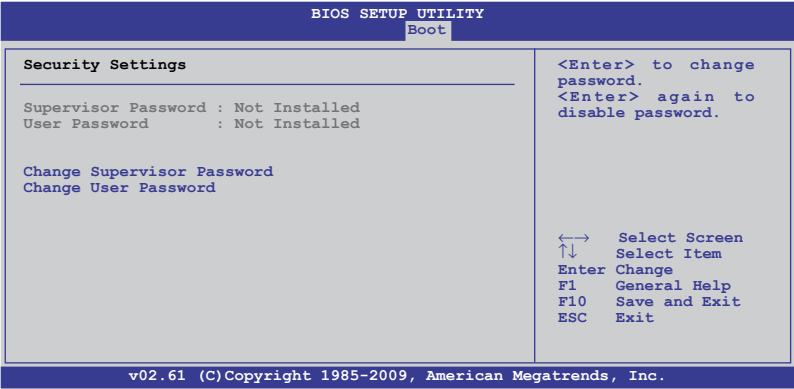 BIOS SETUP UTILITY
Boot
Security Settings
Supervisor Password : Not Installed
User Password : Not Installed
Change Supervisor Password
Change User Password
<Enter> to change
password.
<Enter> again to
disable password.
←→ Select Screen
↑↓ Select Item
Enter Change
F1 General Help
F10 Save and Exit
ESC Exit
v02.61 (C)Copyright 1985-2009, American Megatrends, Inc.